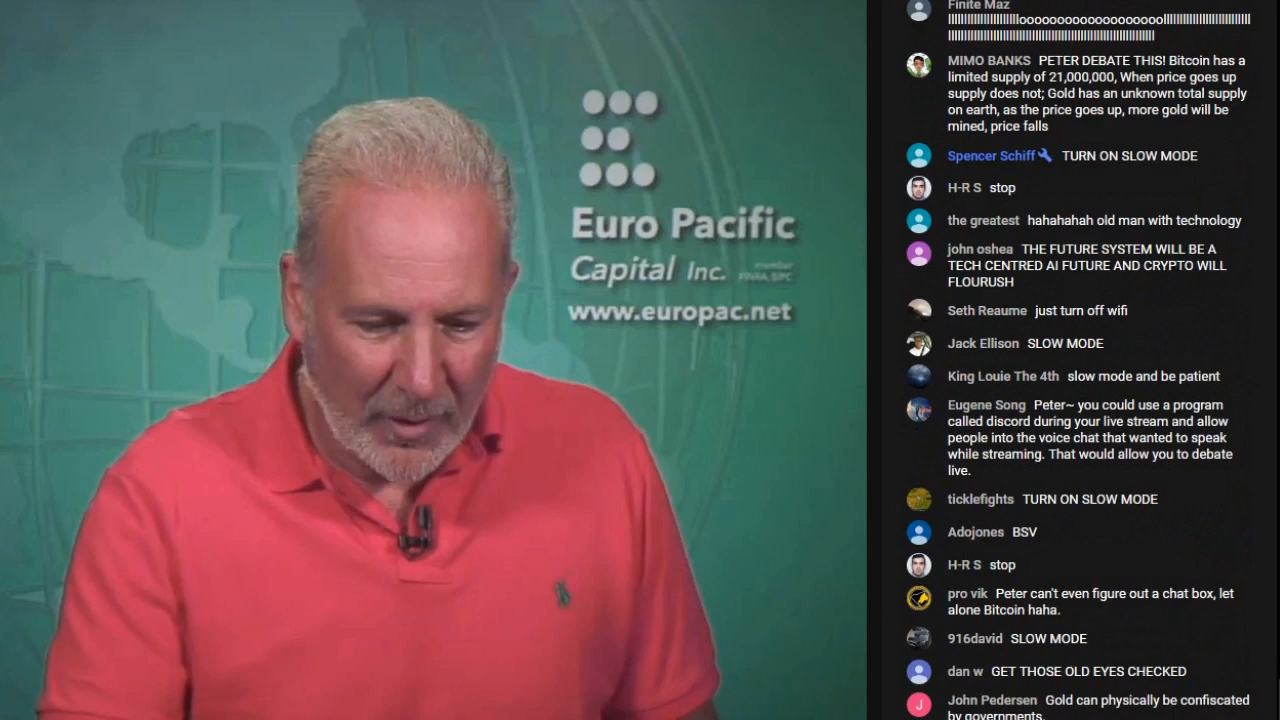 Finite Maz
MIMO BANKS PETER DEBATE THIS! Bitcoin has a
limited supply of 21,000,000, When price goes up
supply does not; Gold has an unknown total supply
on earth, as the price goes up, more gold will be
mined, price falls
Spencer Schiff TURN ON SLOW MODE
H-R S stop
the greatest hahahahah old man with technology
john oshea THE FUTURE SYSTEM WILL BE A
TECH CENTRED AI FUTURE AND CRYPTO WILL
FLOURUSH
Seth Reaume just turn off wifi
Jack Ellison SLOW MODE
King Louie The 4th slow mode and be patient
Eugene Song Peter~ you could use a program
called discord during your live stream and allow
people into the voice chat that wanted to speak
while streaming. That would allow you to debate
live.
ticklefights TURN ON SLOW MODE
Adojones BSV
H-R S stop
pro vik Peter can't even figure out a chat box, let
alone Bitcoin haha.
916david SLOW MODE
dan w GET THOSE OLD EYES CHECKED
J
John Pedersen Gold can physically be confiscated
by governments.
Euro Pacific
Capital Inc. member
FINRA, SIPC
www.europac.net